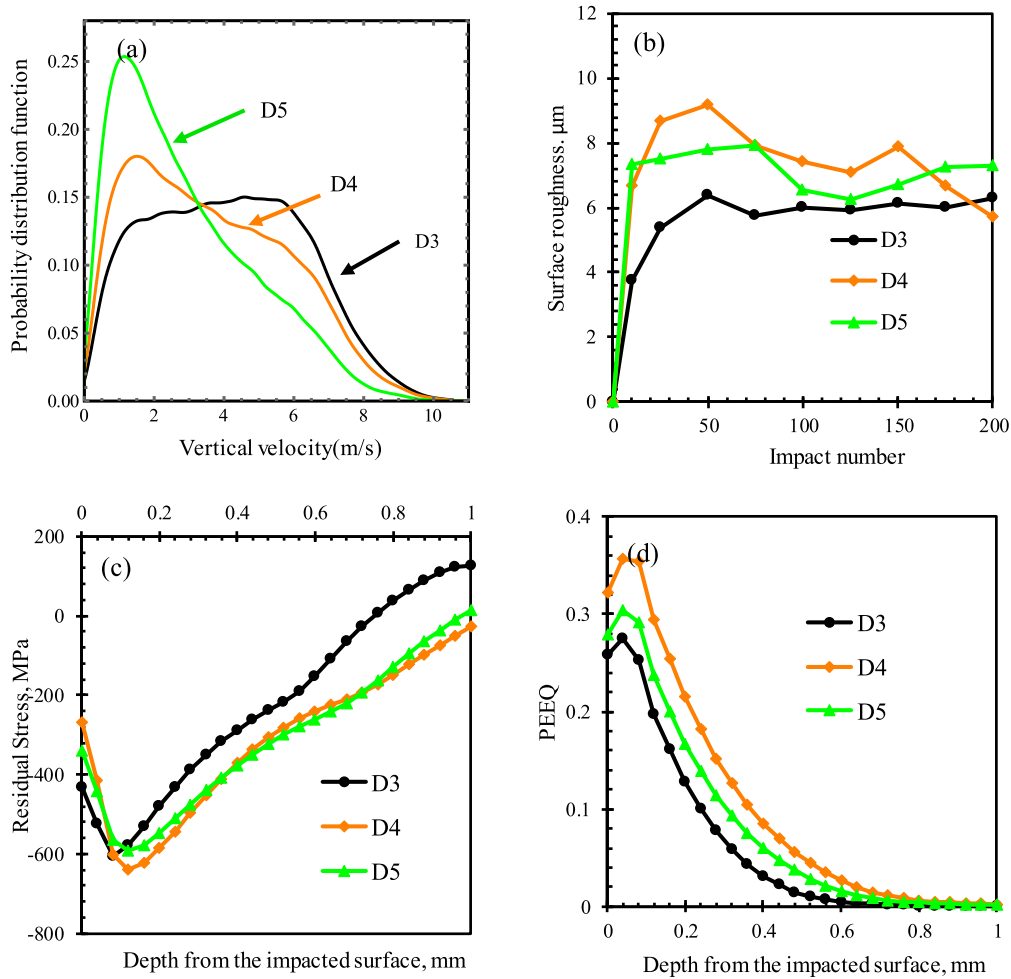 (a)
0.25
0.20
0.15
0.10
0.05
0.00
Probability distribution function
D5
D4
D3
0 2 4 6 8 10
Vertical velocity(m/s)
(b)
12
10
8
6
4
2
0
Surface roughness. μm
D3
D4
D5
0 50 100 150 200
Impact number
0 0.2 0.4 0.6 0.8 1
(c)
200
0
-200
-400
-600
-800
Residual Stress, MPa
D3
D4
D5
Depth from the impacted surface, mm
(d)
0.4
0.3
0.2
0.1
0
PEEQ
D3
D4
D5
0 0.2 0.4 0.6 0.8 1
Depth from the impacted surface, mm